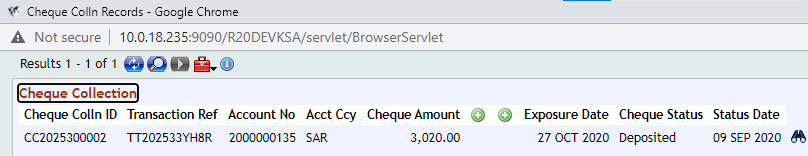 Cheque Colln Records - Google Chrome
Not secure 10.0.18.235:9090/R20DEVKSA/servlet/BrowserServlet
Results 1 - 1 of 1
Cheque Collection
Cheque Colln ID Transaction Ref Account No Acct Ccy Cheque Amount Exposure Date Cheque Status Status Date
CC2025300002 TT202533YH8R 2000000135 SAR 3,020.00 27 OCT 2020 Deposited 09 SEP 2020